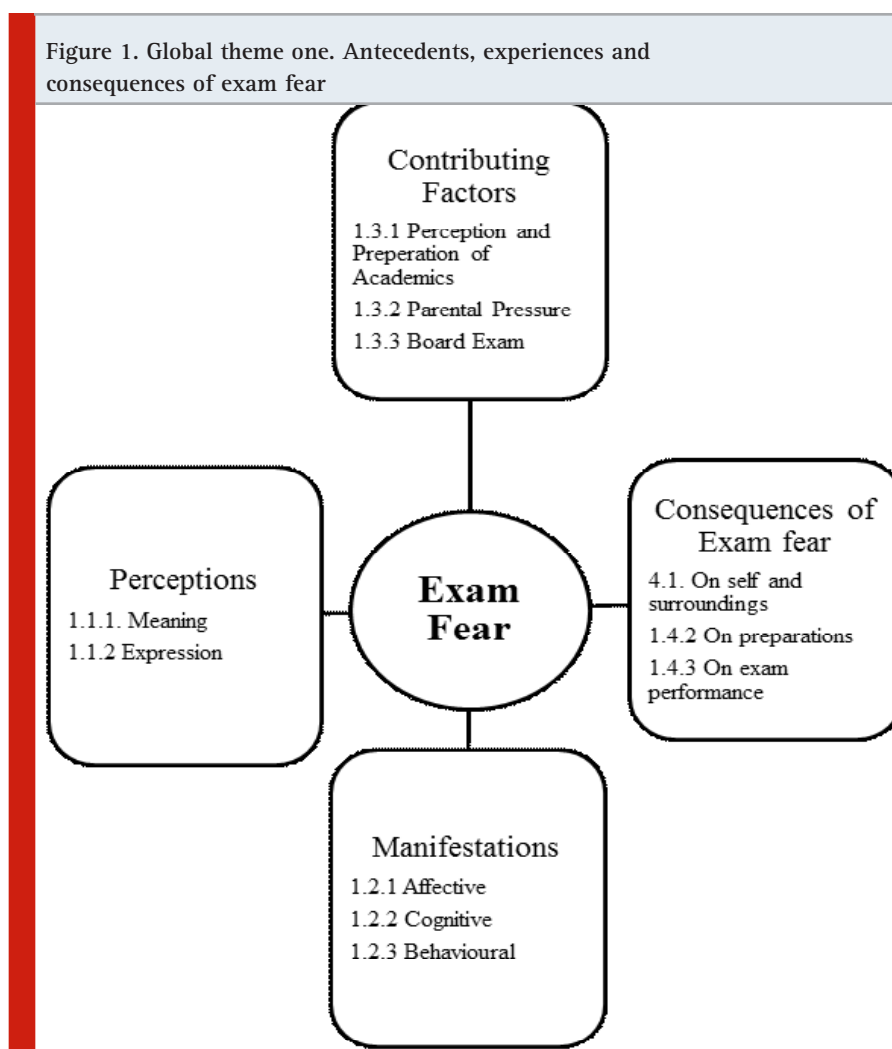 Figure 1. Global theme one. Antecedents, experiences and
consequences of exam fear
Contributing
Factors
1.3.1 Perception and
Preperation of
Academics
1.3.2 Parental Pressure
1.3.3 Board Exam
Perceptions
1.1.1. Meaning
1.1.2 Expression
Exam
Fear
Consequences of
Exam fear
4.1. On self and
surroundings
1.4.2 On preparations
1.4.3 On exam
performance
Manifestations
1.2.1 Affective
1.2.2 Cognitive
1.2.3 Behavioural